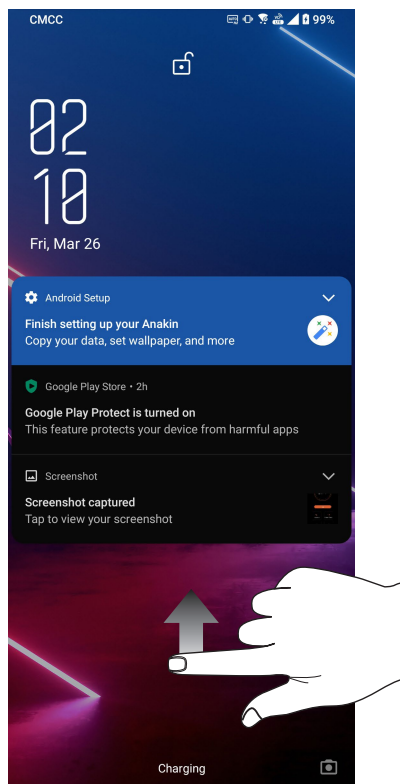 CMCC
99%
02
10
Fri, Mar 26
Android Setup
Finish setting up your Anakin
Copy your data, set wallpaper, and more
Google Play Store • 2h
Google Play Protect is turned on
This feature protects your device from harmful apps
Screenshot
Screenshot captured
Tap to view your screenshot
Charging